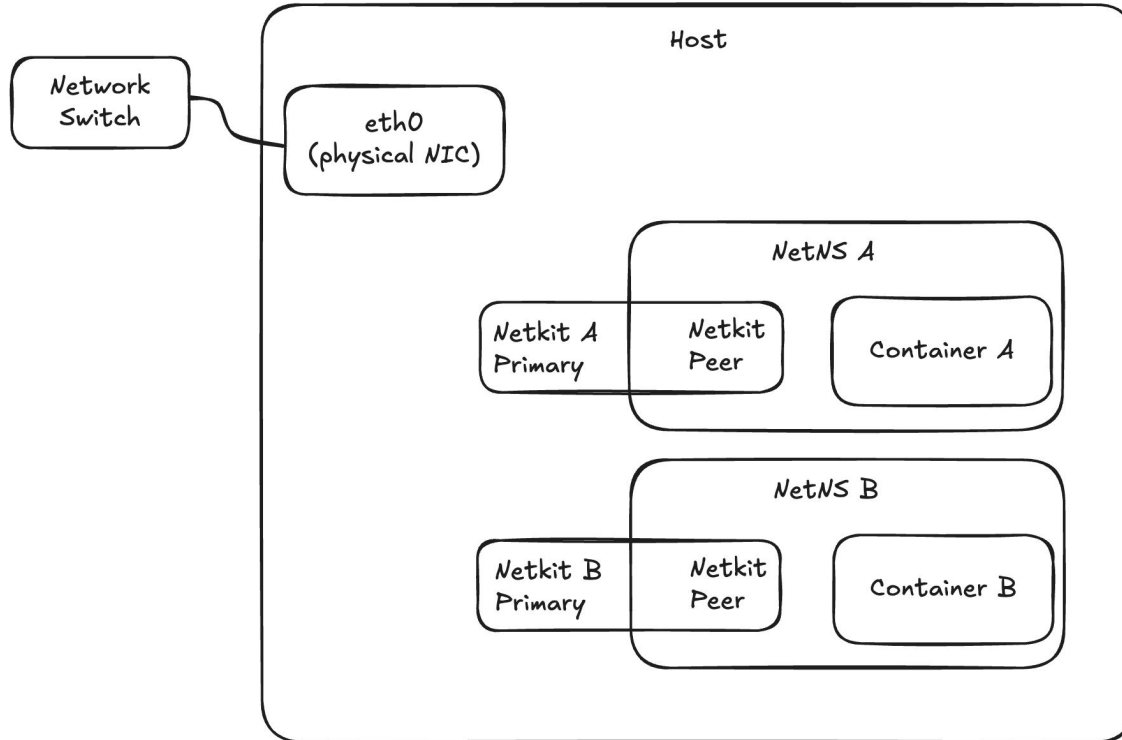 Host
Network
Switch
eth0
(physical NIC)
NetNS A
Netkit A
Primary
Netkit
Peer
Container A
NetNS B
Netkit B
Primary
Netkit
Peer
Container B